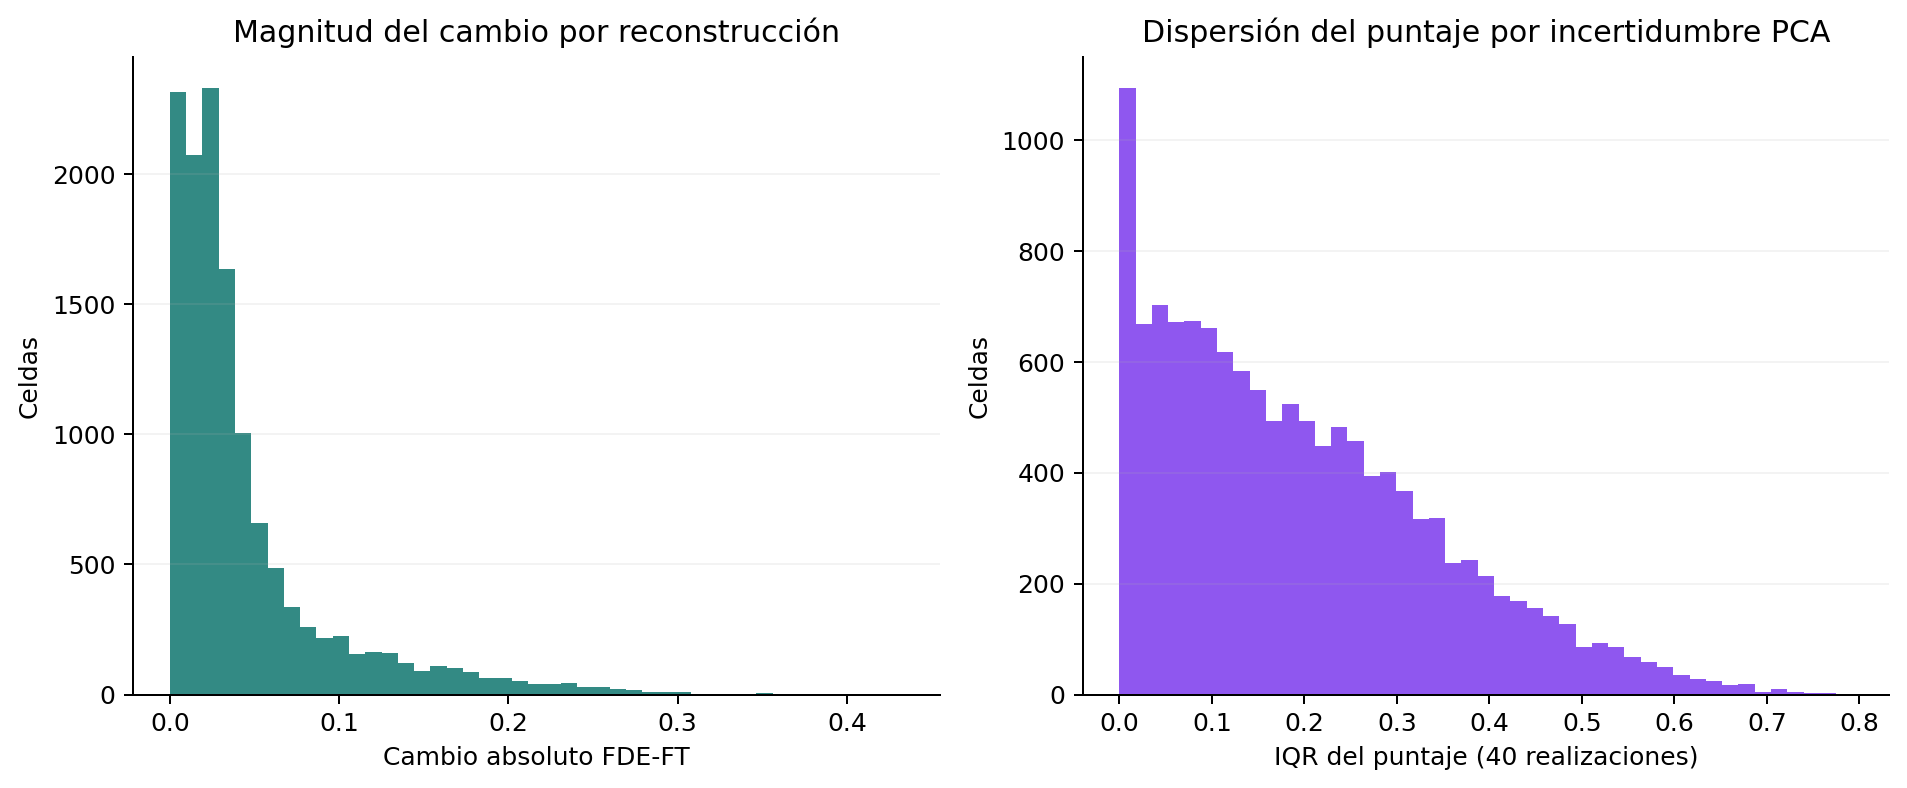 Magnitud del cambio por reconstrucción
2000
1500
1000
500
0
Celdas
0.0 0.1 0.2 0.3 0.4
Cambio absoluto FDE-FT
Dispersión del puntaje por incertidumbre PCA
1000
800
600
400
200
0
Celdas
0.0 0.1 0.2 0.3 0.4 0.5 0.6 0.7 0.8
IQR del puntaje (40 realizaciones)